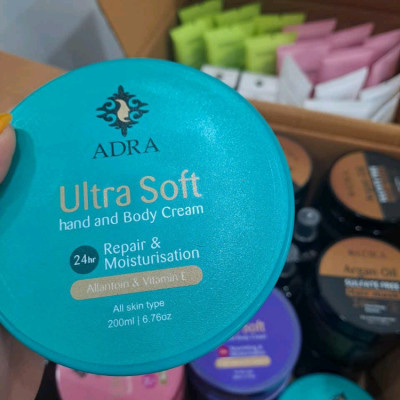 ADRA
Ultra Soft
hand and Body Cream
24hr
Repair &
Moisturisation
Allantoin & Vitamin E
All skin type
200ml | 6.76oz
Argan Oil
SULFATE FREE
soft